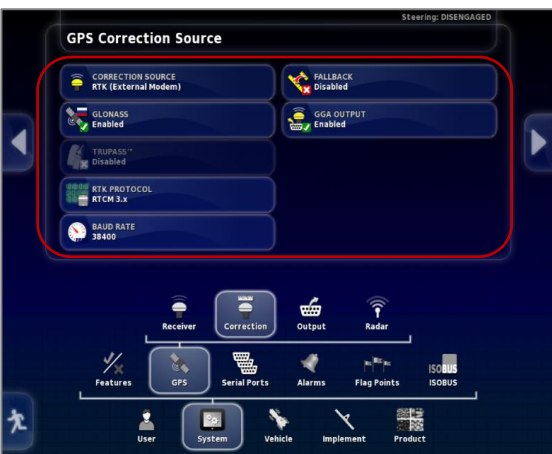 Steering: DISENGAGED
GPS Correction Source
CORRECTION SOURCE
RTK (External Modem)
FALLBACK
Disabled
GLONASS
Enabled
GGA OUTPUT
Enabled
TRUPASS™
Disabled
RTK PROTOCOL
RTCM 3.x
BAUD RATE
38400
Receiver
Correction
Output
Radar
Features
GPS
Serial Ports
Alarms
Flag Points
ISOBUS
ISOBUS
User
System
Vehicle
Implement
Product